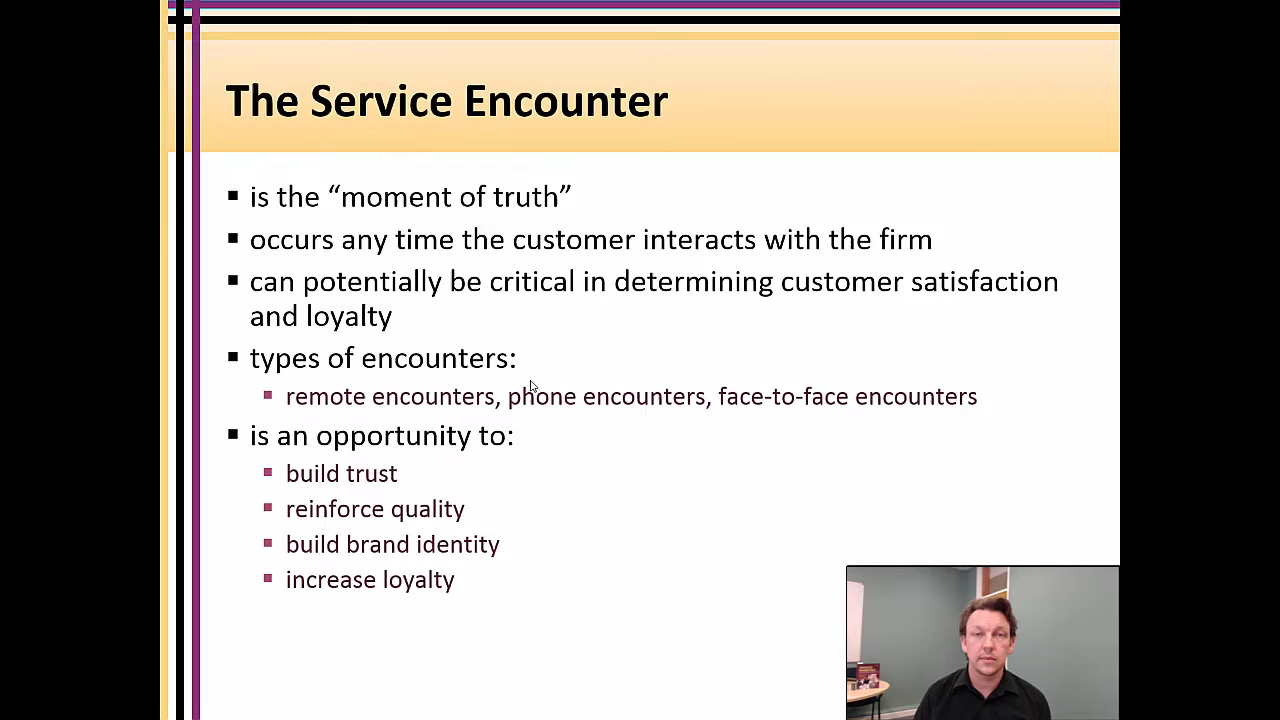 The Service Encounter
▪ is the “moment of truth”
▪ occurs any time the customer interacts with the firm
▪ can potentially be critical in determining customer satisfaction
and loyalty
▪ types of encounters:
▪ remote encounters, phone encounters, face-to-face encounters
▪ is an opportunity to:
▪ build trust
▪ reinforce quality
▪ build brand identity
▪ increase loyalty